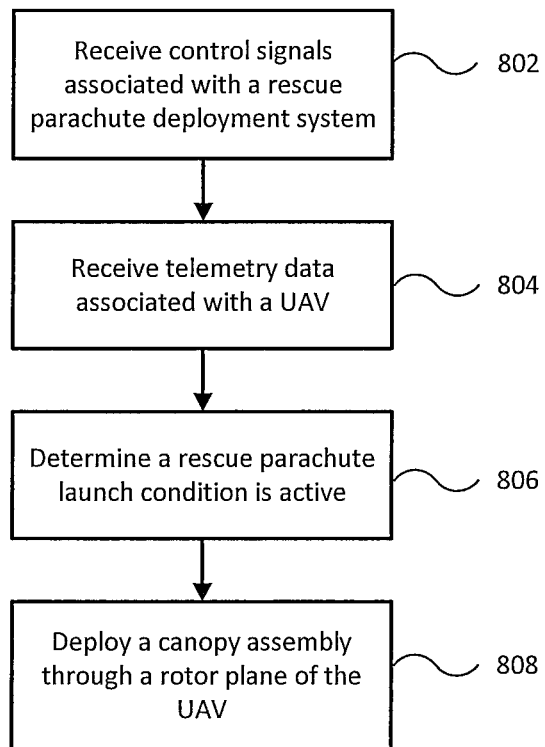 Receive control signals
associated with a rescue
parachute deployment system
802
Receive telemetry data
associated with a UAV
804
Determine a rescue parachute
launch condition is active
806
Deploy a canopy assembly
through a rotor plane of the
UAV
808